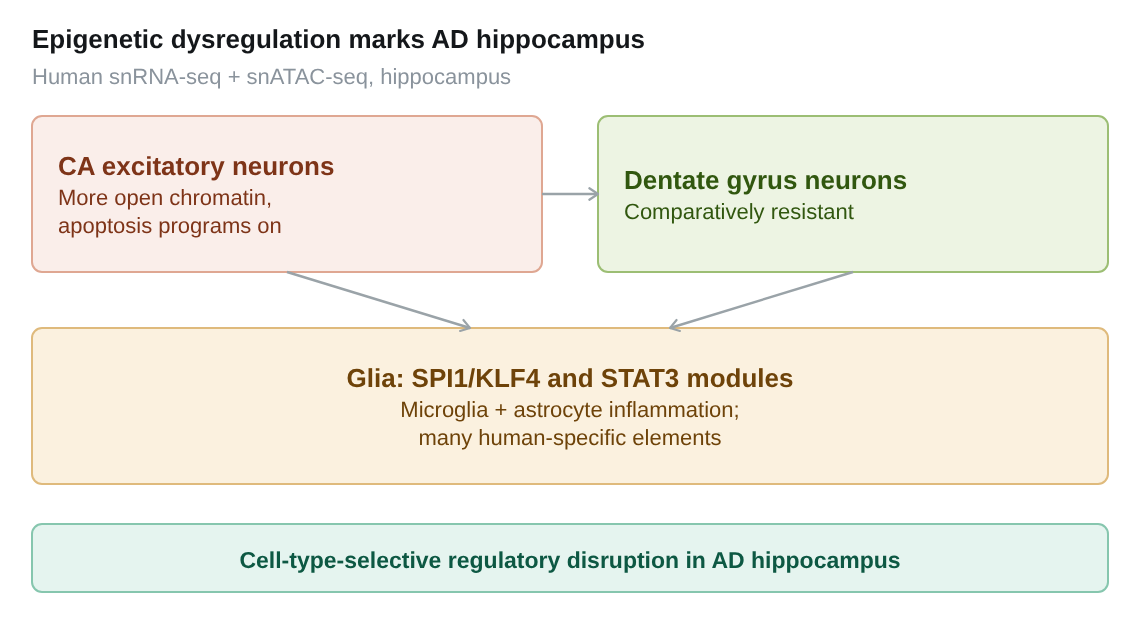 Epigenetic dysregulation marks AD hippocampus
Human snRNA-seq + snATAC-seq, hippocampus
CA excitatory neurons
More open chromatin,
apoptosis programs on
Dentate gyrus neurons
Comparatively resistant
Glia: SPI1/KLF4 and STAT3 modules
Microglia + astrocyte inflammation;
many human-specific elements
Cell-type-selective regulatory disruption in AD hippocampus